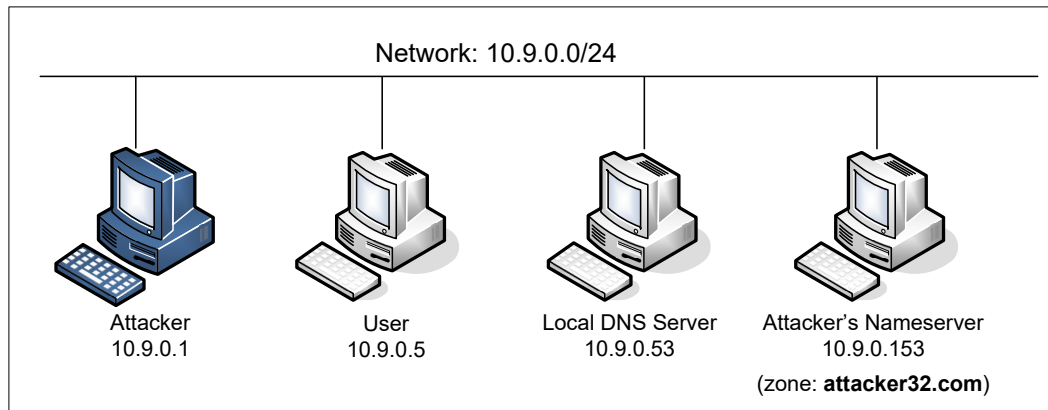 Network: 10.9.0.0/24
Attacker
10.9.0.1
User
10.9.0.5
Local DNS Server
10.9.0.53
Attacker’s Nameserver
10.9.0.153
(zone: attacker32.com)